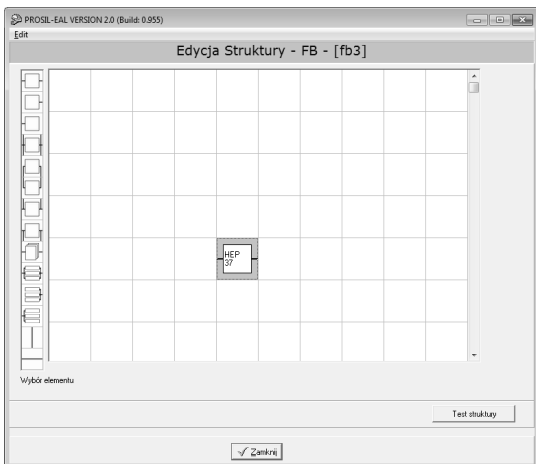 PROSIL-EAL VERSION 2.0 (Build: 0.955)
Edit
Edycja Struktury - FB - [fb3]
HEP
37
Wybór elementu
Test struktury
Zamknij